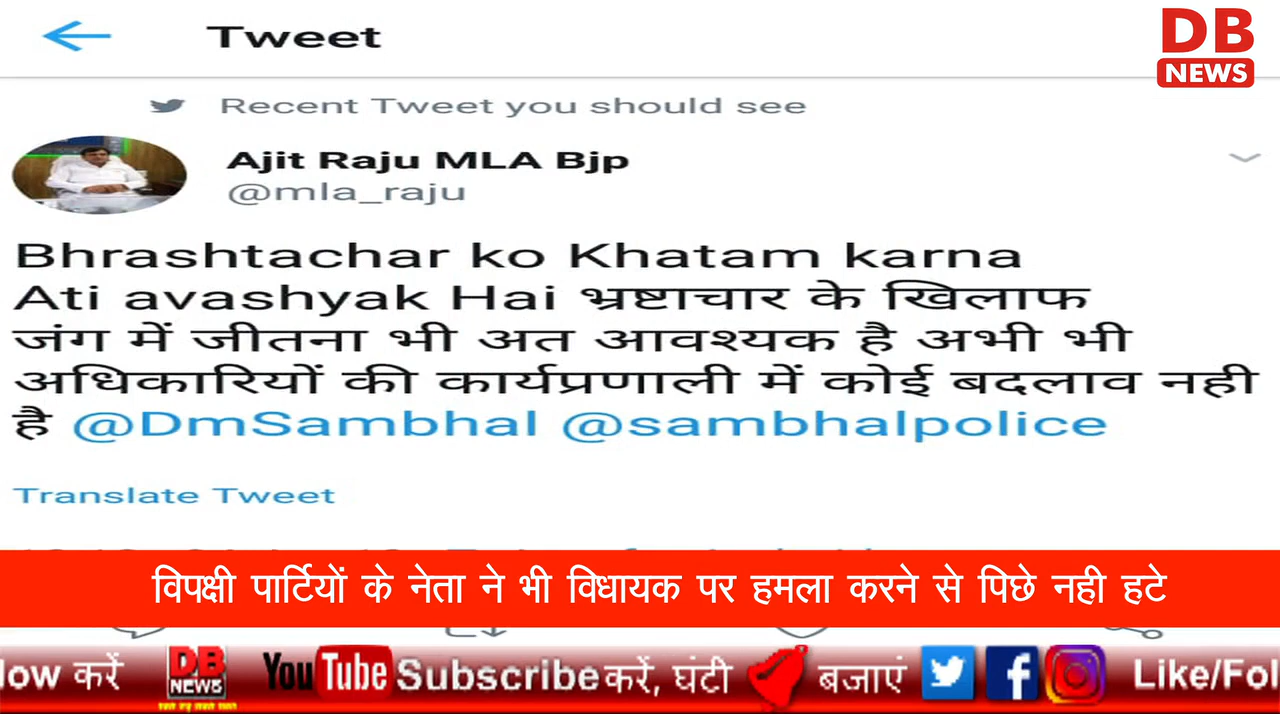 Tweet
DB
NEWS
Recent Tweet you should see
Ajit Raju MLA Bjp
@mla_raju
Bhrashtachar ko Khatam karna
Ati avashyak Hai भ्रष्टाचार के खिलाफ
जंग में जीतना भी अत आवश्यक है अभी भी
अधिकारियों की कार्यप्रणाली में कोई बदलाव नही
है @DmSambhal @sambhalpolice
Translate Tweet
विपक्षी पार्टियों के नेता ने भी विधायक पर हमला करने से पिछे नही हटे
low करें DB NEWS YouTube Subscribe करें, घंटी बजाएं Like/Fol